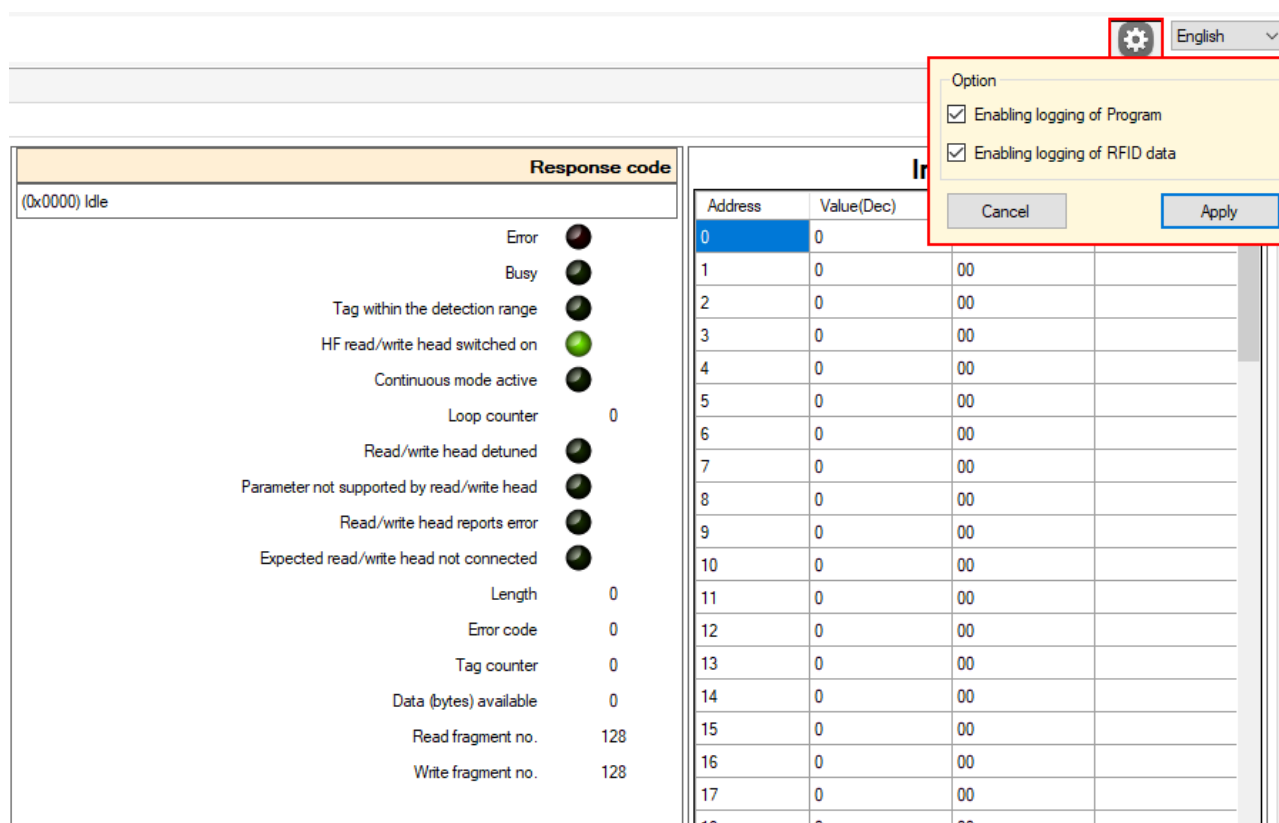 English
Option
Enabling logging of Program
Enabling logging of RFID data
Cancel Apply
Response code
(0x0000) Idle
Error
Busy
Tag within the detection range
HF read/write head switched on
Continuous mode active
Loop counter 0
Read/write head detuned
Parameter not supported by read/write head
Read/write head reports error
Expected read/write head not connected
Length 0
Error code 0
Tag counter 0
Data (bytes) available 0
Read fragment no. 128
Write fragment no. 128
Address Value(Dec)
0 0
1 0 00
2 0 00
3 0 00
4 0 00
5 0 00
6 0 00
7 0 00
8 0 00
9 0 00
10 0 00
11 0 00
12 0 00
13 0 00
14 0 00
15 0 00
16 0 00
17 0 00